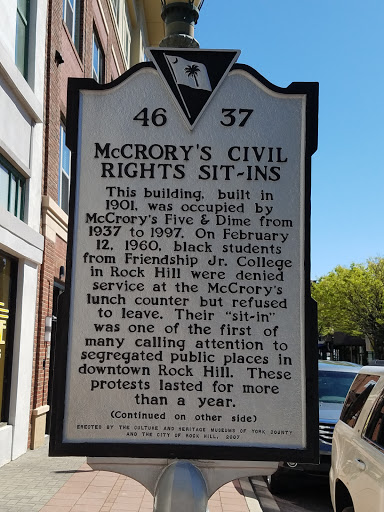 46 37
McCRORY'S CIVIL
RIGHTS SIT-INS
This building, built in
1901, was occupied by
McCrory's Five & Dime from
1937 to 1997. On February
12, 1960, black students
from Friendship Jr. College
in Rock Hill were denied
service at the McCrory's
lunch counter but refused
to leave. Their "sit-in"
was one of the first of
many calling attention to
segregated public places in
downtown Rock Hill. These
protests lasted for more
than a year.
(Continued on other side)
ERECTED BY THE CULTURE AND HERITAGE MUSEUMS OF YORK COUNTY
AND THE CITY OF ROCK HILL, 2007